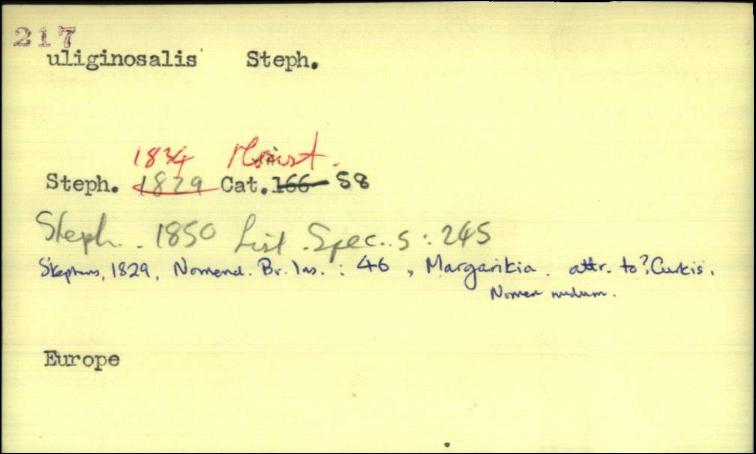 217
uliginosalis Steph.
1834
Steph. 1829 Cat. 166 58
Steph. 1850 List. Spec. 5 : 245
Stephens, 1829, Nomencl. Br. Ins. : 46, Margaritia. attr. to ? Curtis.
Nomen nudum.
Europe